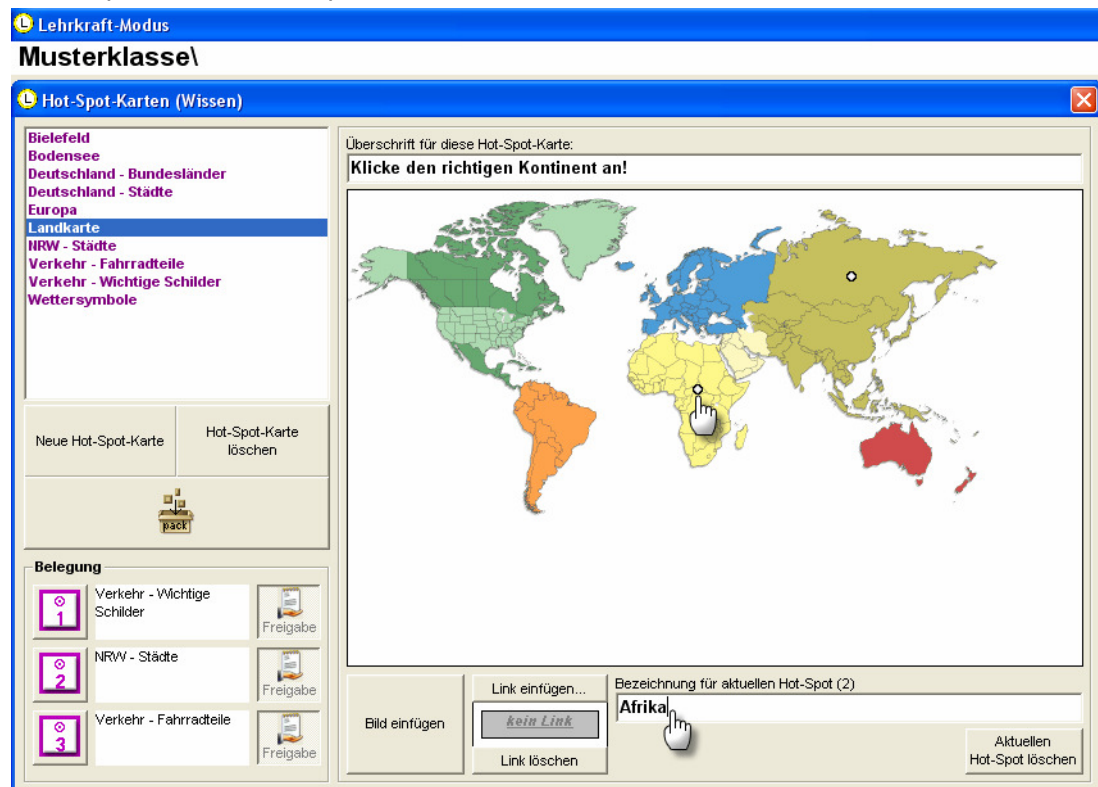 Lehrkraft-Modus
Musterklasse\
Hot-Spot-Karten (Wissen)
Bielefeld
Bodensee
Deutschland - Bundesländer
Deutschland - Städte
Europa
Landkarte
NRW - Städte
Verkehr - Fahrradteile
Verkehr - Wichtige Schilder
Wettersymbole
Neue Hot-Spot-Karte
Hot-Spot-Karte
löschen
pack
Belegung
1
Verkehr - Wichtige
Schilder
Freigabe
2
NRW - Städte
Freigabe
3
Verkehr - Fahrradteile
Freigabe
Überschrift für diese Hot-Spot-Karte:
Klicke den richtigen Kontinent an!
Bild einfügen
Link einfügen...
kein Link
Link löschen
Bezeichnung für aktuellen Hot-Spot (2)
Afrika
Aktuellen
Hot-Spot löschen